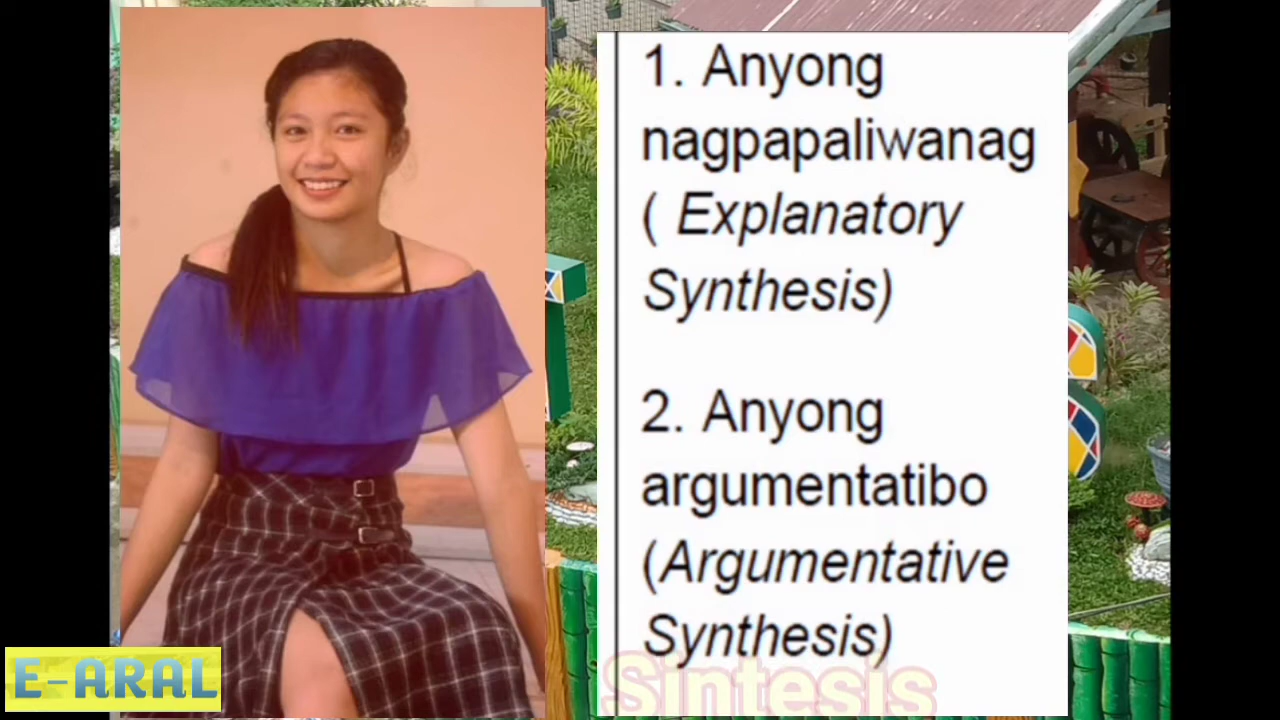 1. Anyong
nagpapaliwanag
( Explanatory
Synthesis)
2. Anyong
argumentatibo
(Argumentative
Synthesis)
Sintesis
E-ARAL